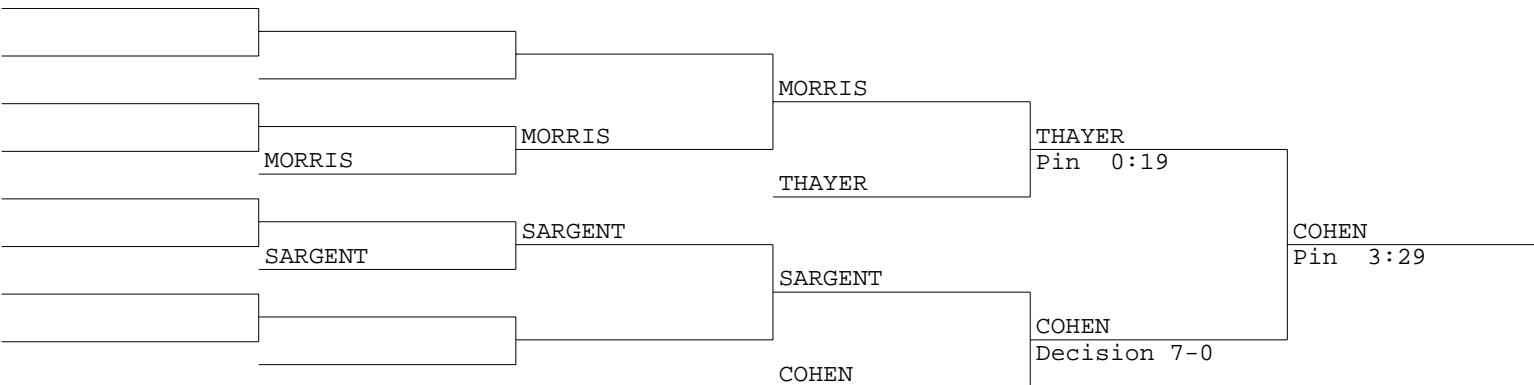 MORRIS
MORRIS
THAYER
MORRIS
Pin  0:19
THAYER
SARGENT
COHEN
SARGENT
Pin  3:29
SARGENT
COHEN
Decision 7-0
COHEN